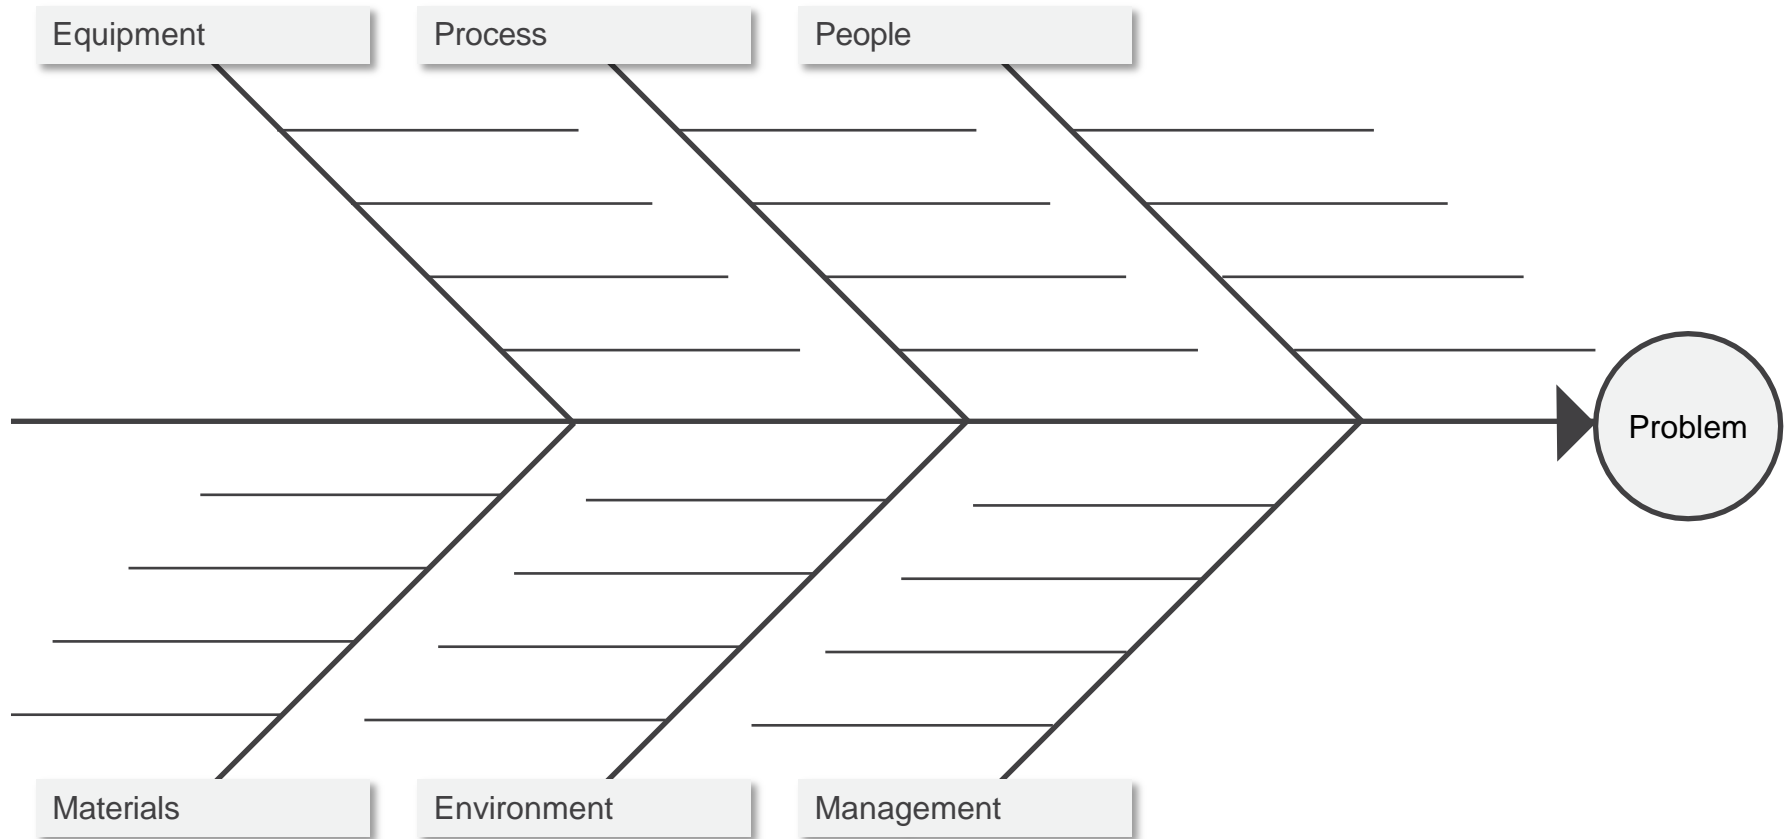 Equipment
Process
People
Problem
Materials
Environment
Management